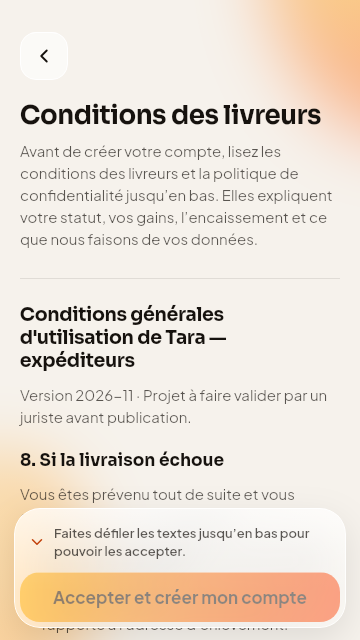 Conditions des livreurs
Avant de créer votre compte, lisez les
conditions des livreurs et la politique de
confidentialité jusqu'en bas. Elles expliquent
votre statut, vos gains, l'encaissement et ce
que nous faisons de vos données.
Conditions générales
d'utilisation de Tara —
expéditeurs
Version 2026-11 · Projet à faire valider par un
juriste avant publication.
8. Si la livraison échoue
Vous êtes prévenu tout de suite et vous
Faites défiler les textes jusqu'en bas pour
pouvoir les accepter.
Accepter et créer mon compte